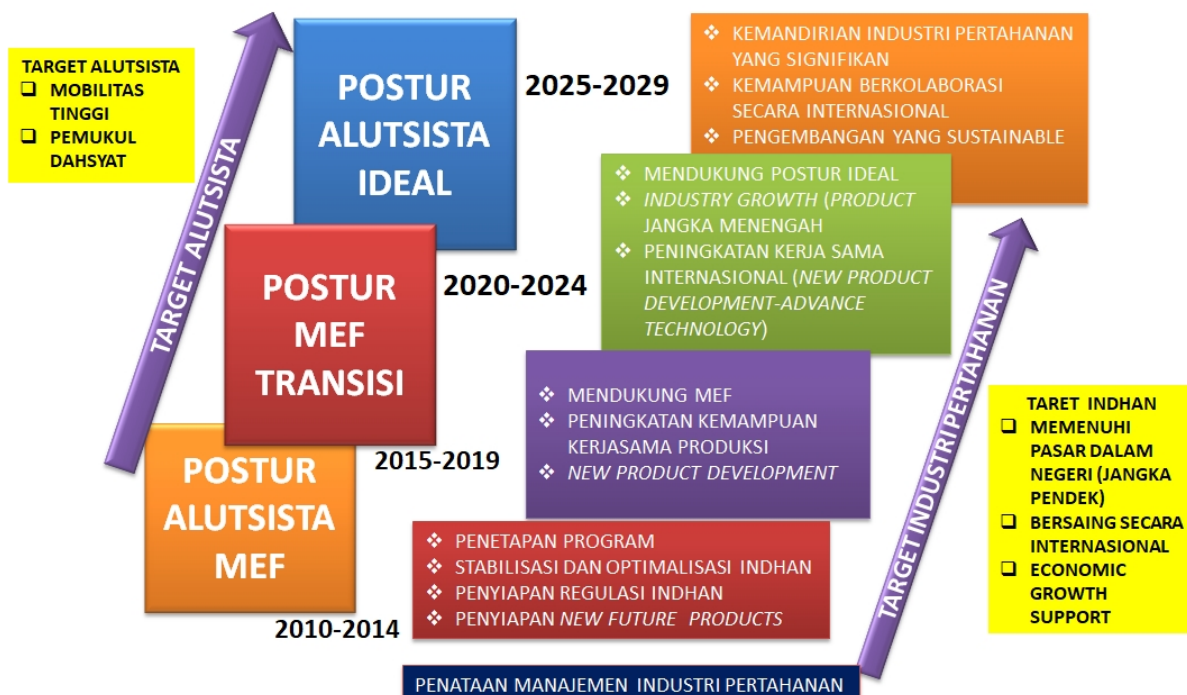 TARGET ALUTSISTA
❑ MOBILITAS
TINGGI
❑ PEMUKUL
DAHSYAT
TARGET ALUTSISTA
POSTUR
ALUTSISTA
IDEAL
2025-2029
❖ KEMANDIRIAN INDUSTRI PERTAHANAN
YANG SIGNIFIKAN
❖ KEMAMPUAN BERKOLABORASI
SECARA INTERNASIONAL
❖ PENGEMBANGAN YANG SUSTAINABLE
POSTUR
MEF
TRANSISI
2020-2024
❖ MENDUKUNG POSTUR IDEAL
❖ INDUSTRY GROWTH (PRODUCT
JANGKA MENENGAH
❖ PENINGKATAN KERJA SAMA
INTERNASIONAL (NEW PRODUCT
DEVELOPMENT-ADVANCE
TECHNOLOGY)
POSTUR
ALUTSISTA
MEF
2015-2019
❖ MENDUKUNG MEF
❖ PENINGKATAN KEMAMPUAN
KERJASAMA PRODUKSI
❖ NEW PRODUCT DEVELOPMENT
2010-2014
❖ PENETAPAN PROGRAM
❖ STABILISASI DAN OPTIMALISASI INDHAN
❖ PENYIAPAN REGULASI INDHAN
❖ PENYIAPAN NEW FUTURE PRODUCTS
PENATAAN MANAJEMEN INDUSTRI PERTAHANAN
TARGET INDUSTRI PERTAHANAN
TARET INDHAN
❑ MEMENUHI
PASAR DALAM
NEGERI (JANGKA
PENDEK)
❑ BERSAING SECARA
INTERNASIONAL
❑ ECONOMIC
GROWTH
SUPPORT